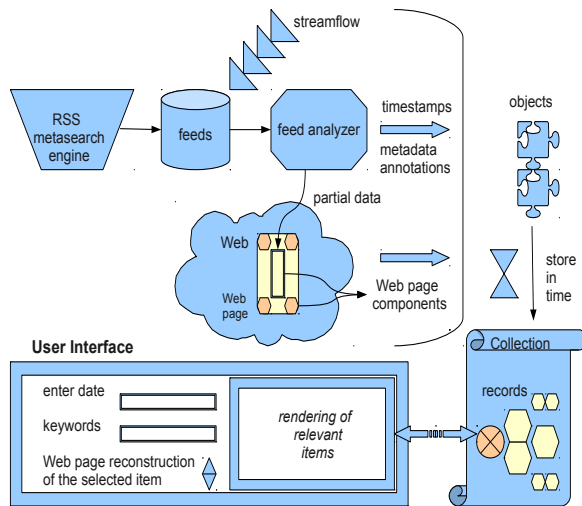 streamflow
RSS
metasearch
engine
feeds
feed analyzer
timestamps
metadata
annotations
objects
partial data
Web
Web
page
Web page
components
store
in
time
User Interface
enter date
keywords
Web page reconstruction
of the selected item
rendering of
relevant
items
Collection
records